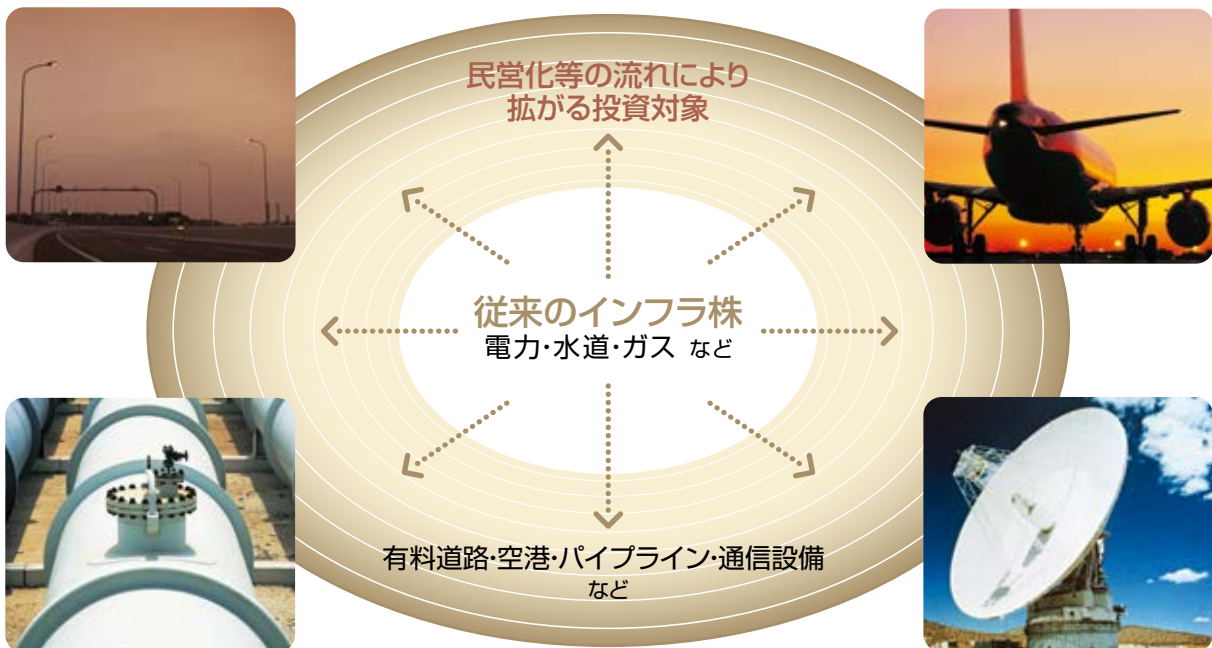 民営化等の流れにより
拡がる投資対象
従来のインフラ株
電力・水道・ガス など
有料道路・空港・パイプライン・通信設備
など